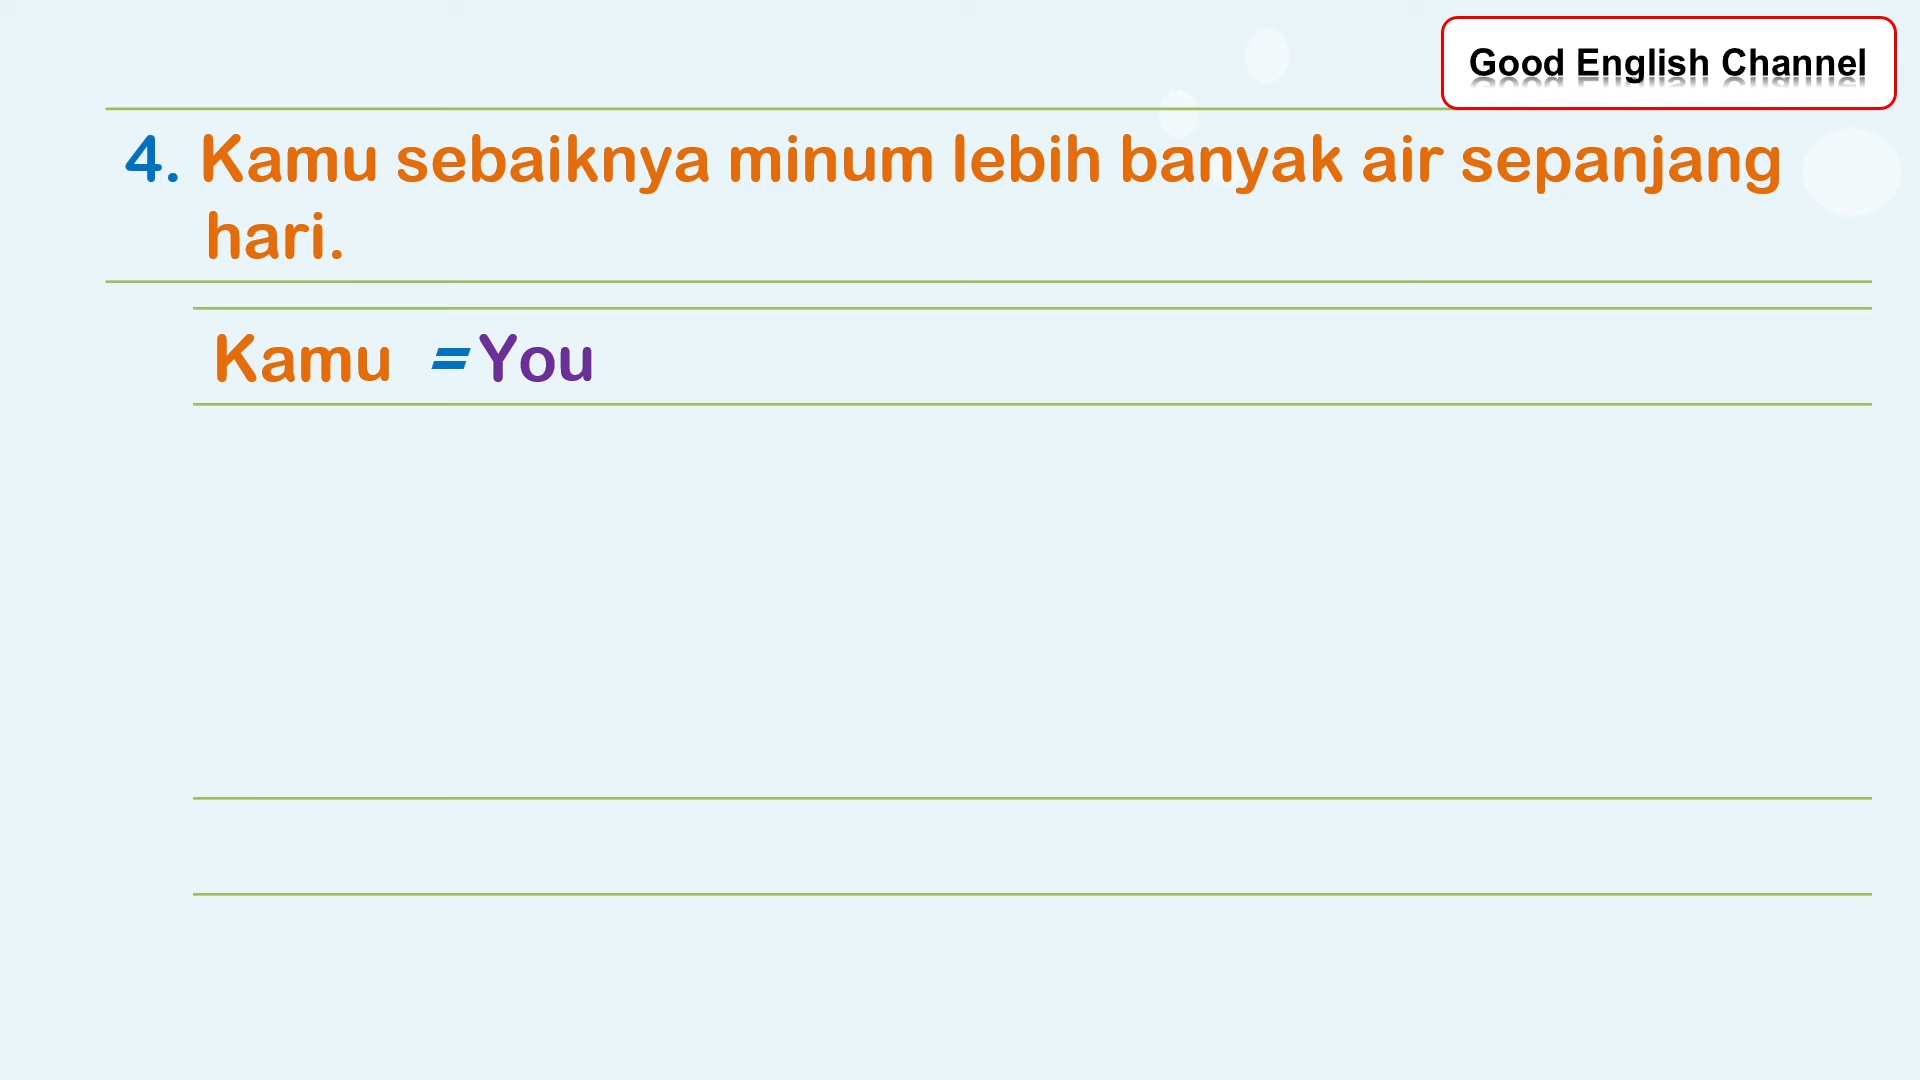 Good English Channel
4. Kamu sebaiknya minum lebih banyak air sepanjang
hari.
Kamu = You